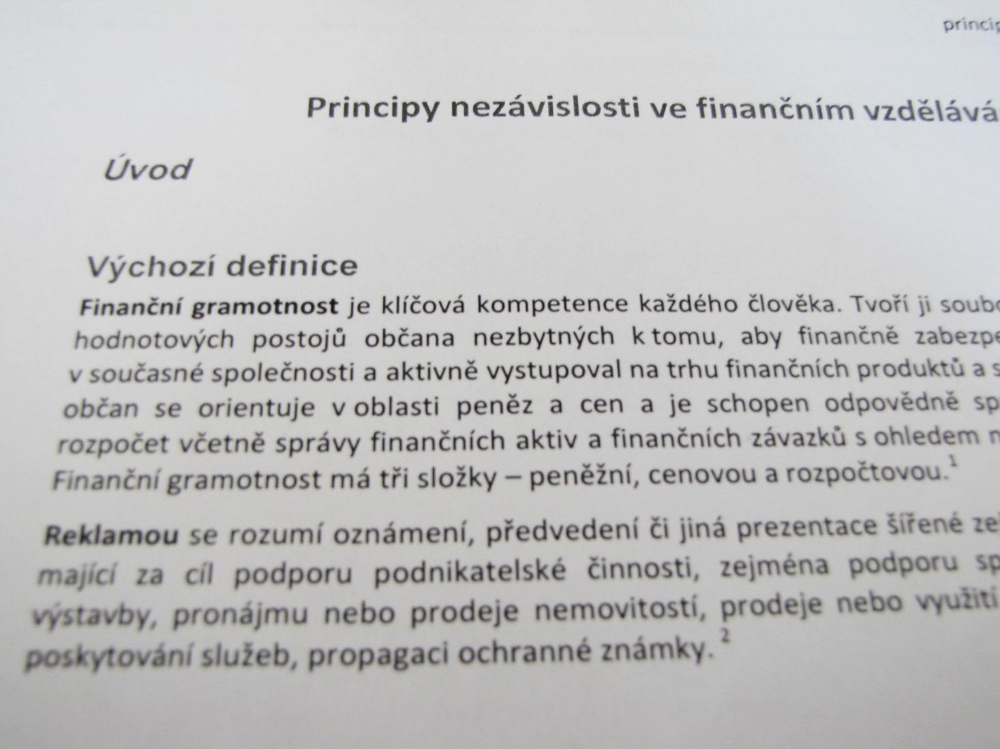 princip
Principy nezávislosti ve finančním vzdělává
Úvod
Výchozí definice
Finanční gramotnost je klíčová kompetence každého člověka. Tvoří ji soubo
hodnotových postojů občana nezbytných k tomu, aby finančně zabezpe
v současné společnosti a aktivně vystupoval na trhu finančních produktů a s
občan se orientuje v oblasti peněz a cen a je schopen odpovědně sp
rozpočet včetně správy finančních aktiv a finančních závazků s ohledem n
Finanční gramotnost má tři složky – peněžní, cenovou a rozpočtovou.1
Reklamou se rozumí oznámení, předvedení či jiná prezentace šířené ze
mající za cíl podporu podnikatelské činnosti, zejména podporu sp
výstavby, pronájmu nebo prodeje nemovitostí, prodeje nebo využití
poskytování služeb, propagaci ochranné známky. 2